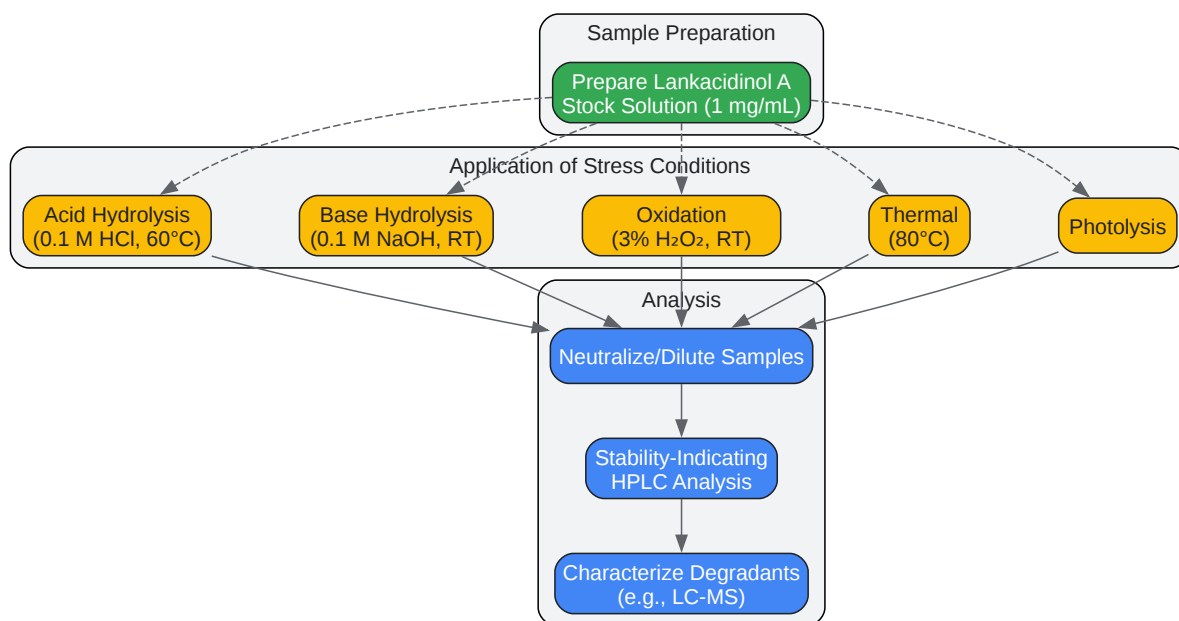 Sample Preparation
Prepare Lankacidinol A
Stock Solution (1 mg/mL)
Application of Stress Conditions
Acid Hydrolysis
(0.1 M HCl, 60°C)
Base Hydrolysis
(0.1 M NaOH, RT)
Oxidation
(3% H₂O₂, RT)
Thermal
(80°C)
Photolysis
Analysis
Neutralize/Dilute Samples
Stability-Indicating
HPLC Analysis
Characterize Degradants
(e.g., LC-MS)